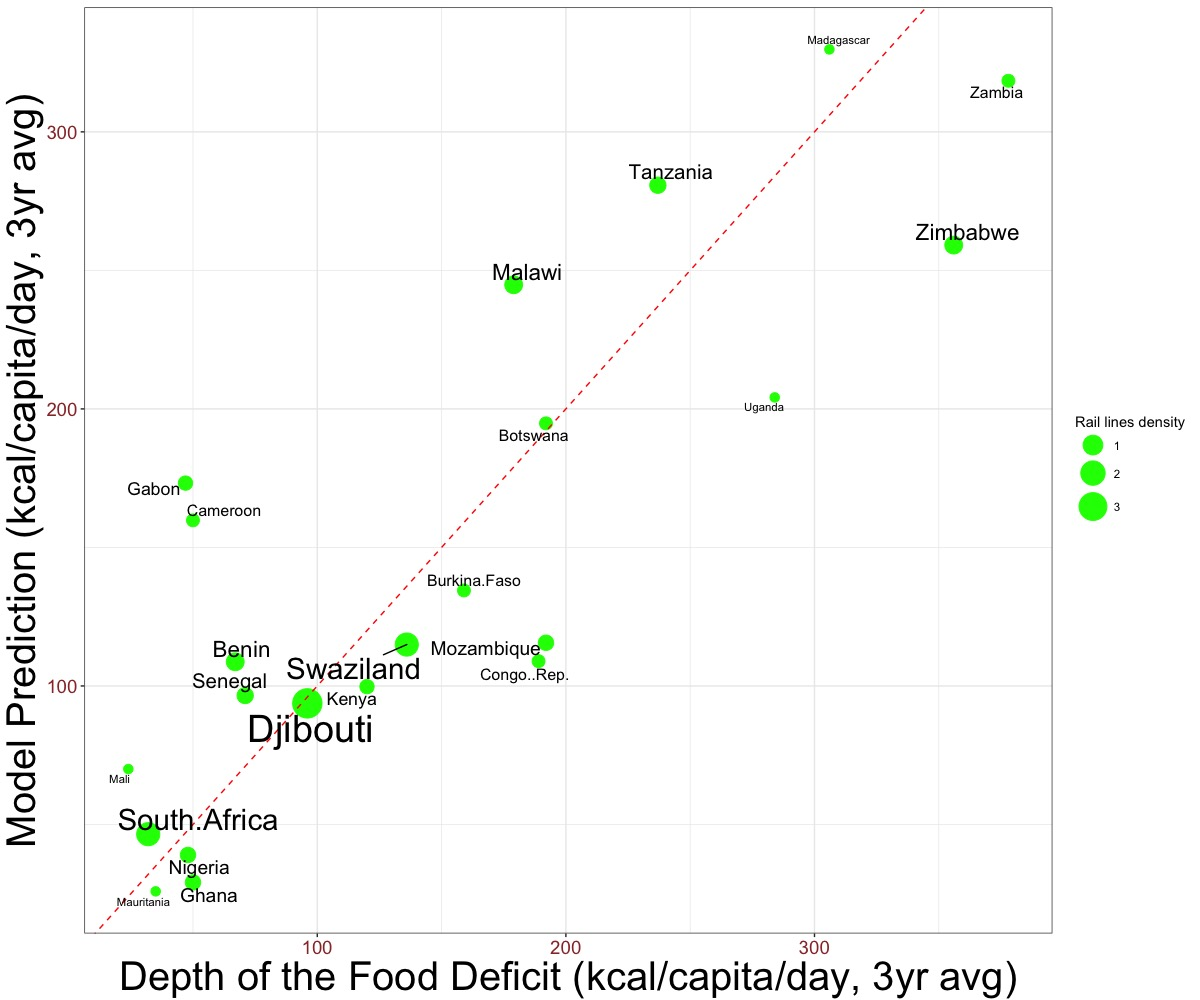 Model Prediction (kcal/capita/day, 3yr avg)
300
200
100
Madagascar
Zambia
Tanzania
Zimbabwe
Malawi
Uganda
Botswana
Gabon
Cameroon
Burkina.Faso
Benin
Mozambique
Swaziland
Congo..Rep.
Senegal
Kenya
Djibouti
Mali
South.Africa
Nigeria
Ghana
Mauritania
100
200
300
Depth of the Food Deficit (kcal/capita/day, 3yr avg)
Rail lines density
1
2
3